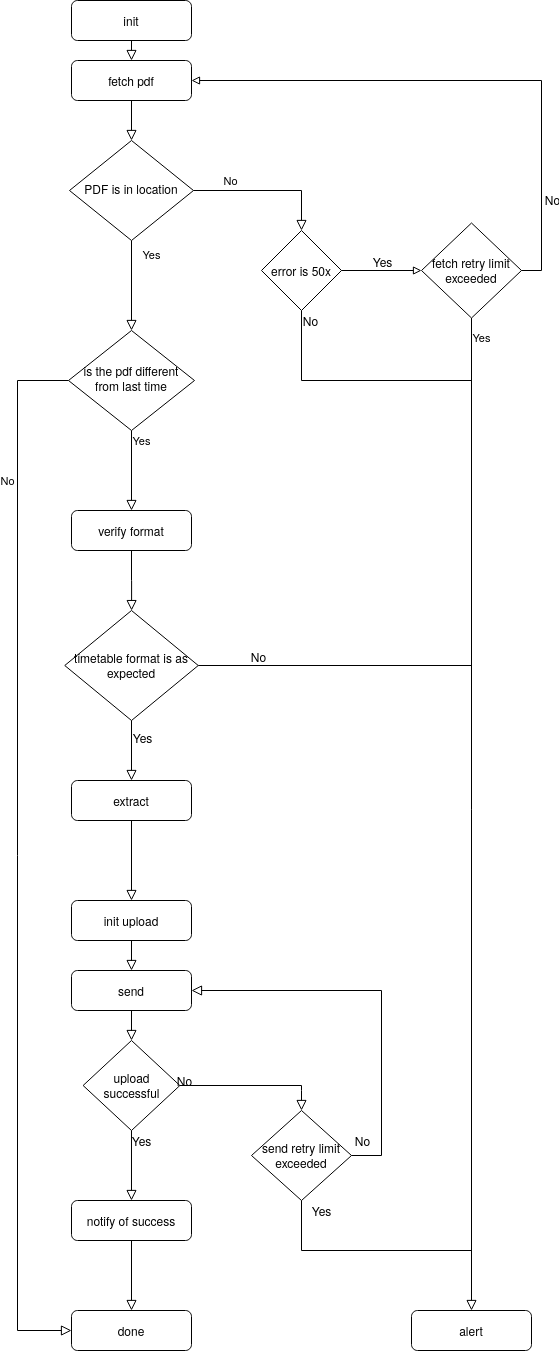 init
fetch pdf
PDF is in location
No
Yes
error is 50x
Yes
No
fetch retry limit
exceeded
No
Yes
is the pdf different
from last time
No
Yes
verify format
timetable format is as
expected
No
Yes
extract
init upload
send
upload
successful
No
Yes
send retry limit
exceeded
No
Yes
notify of success
done
alert